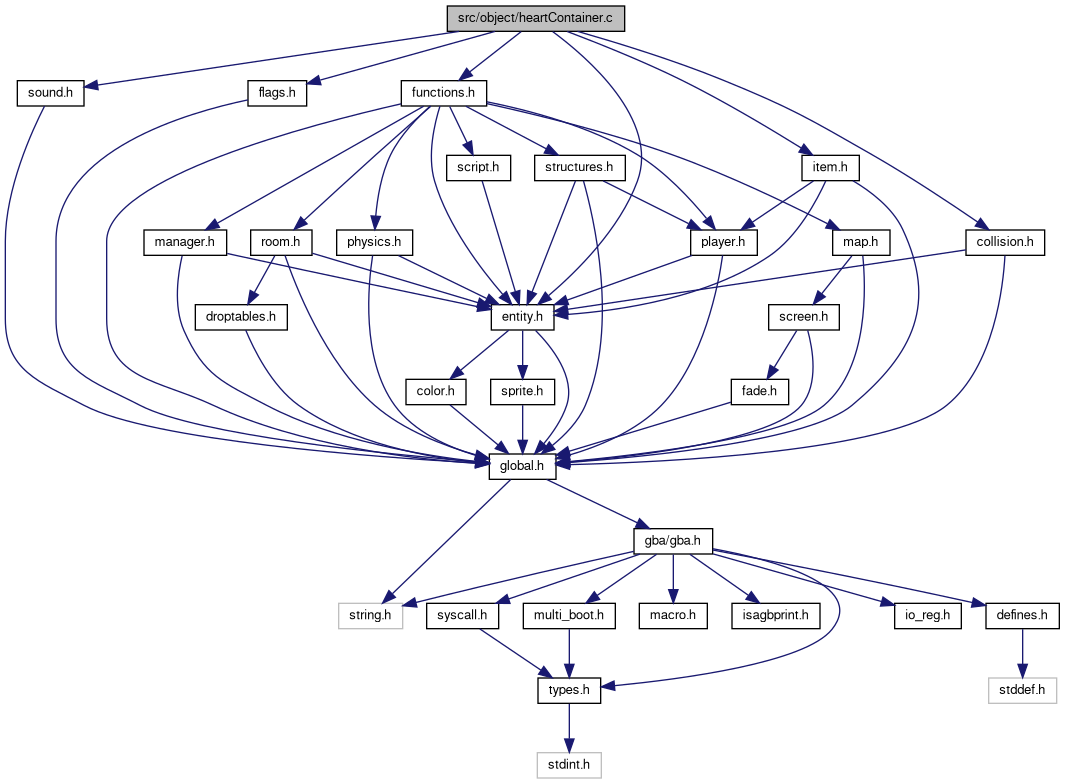 src/object/heartContainer.c
sound.h
flags.h
functions.h
script.h
structures.h
item.h
manager.h
room.h
physics.h
player.h
map.h
collision.h
droptables.h
entity.h
screen.h
color.h
sprite.h
fade.h
global.h
gba/gba.h
string.h
syscall.h
multi_boot.h
macro.h
isagbprint.h
io_reg.h
defines.h
types.h
stddef.h
stdint.h